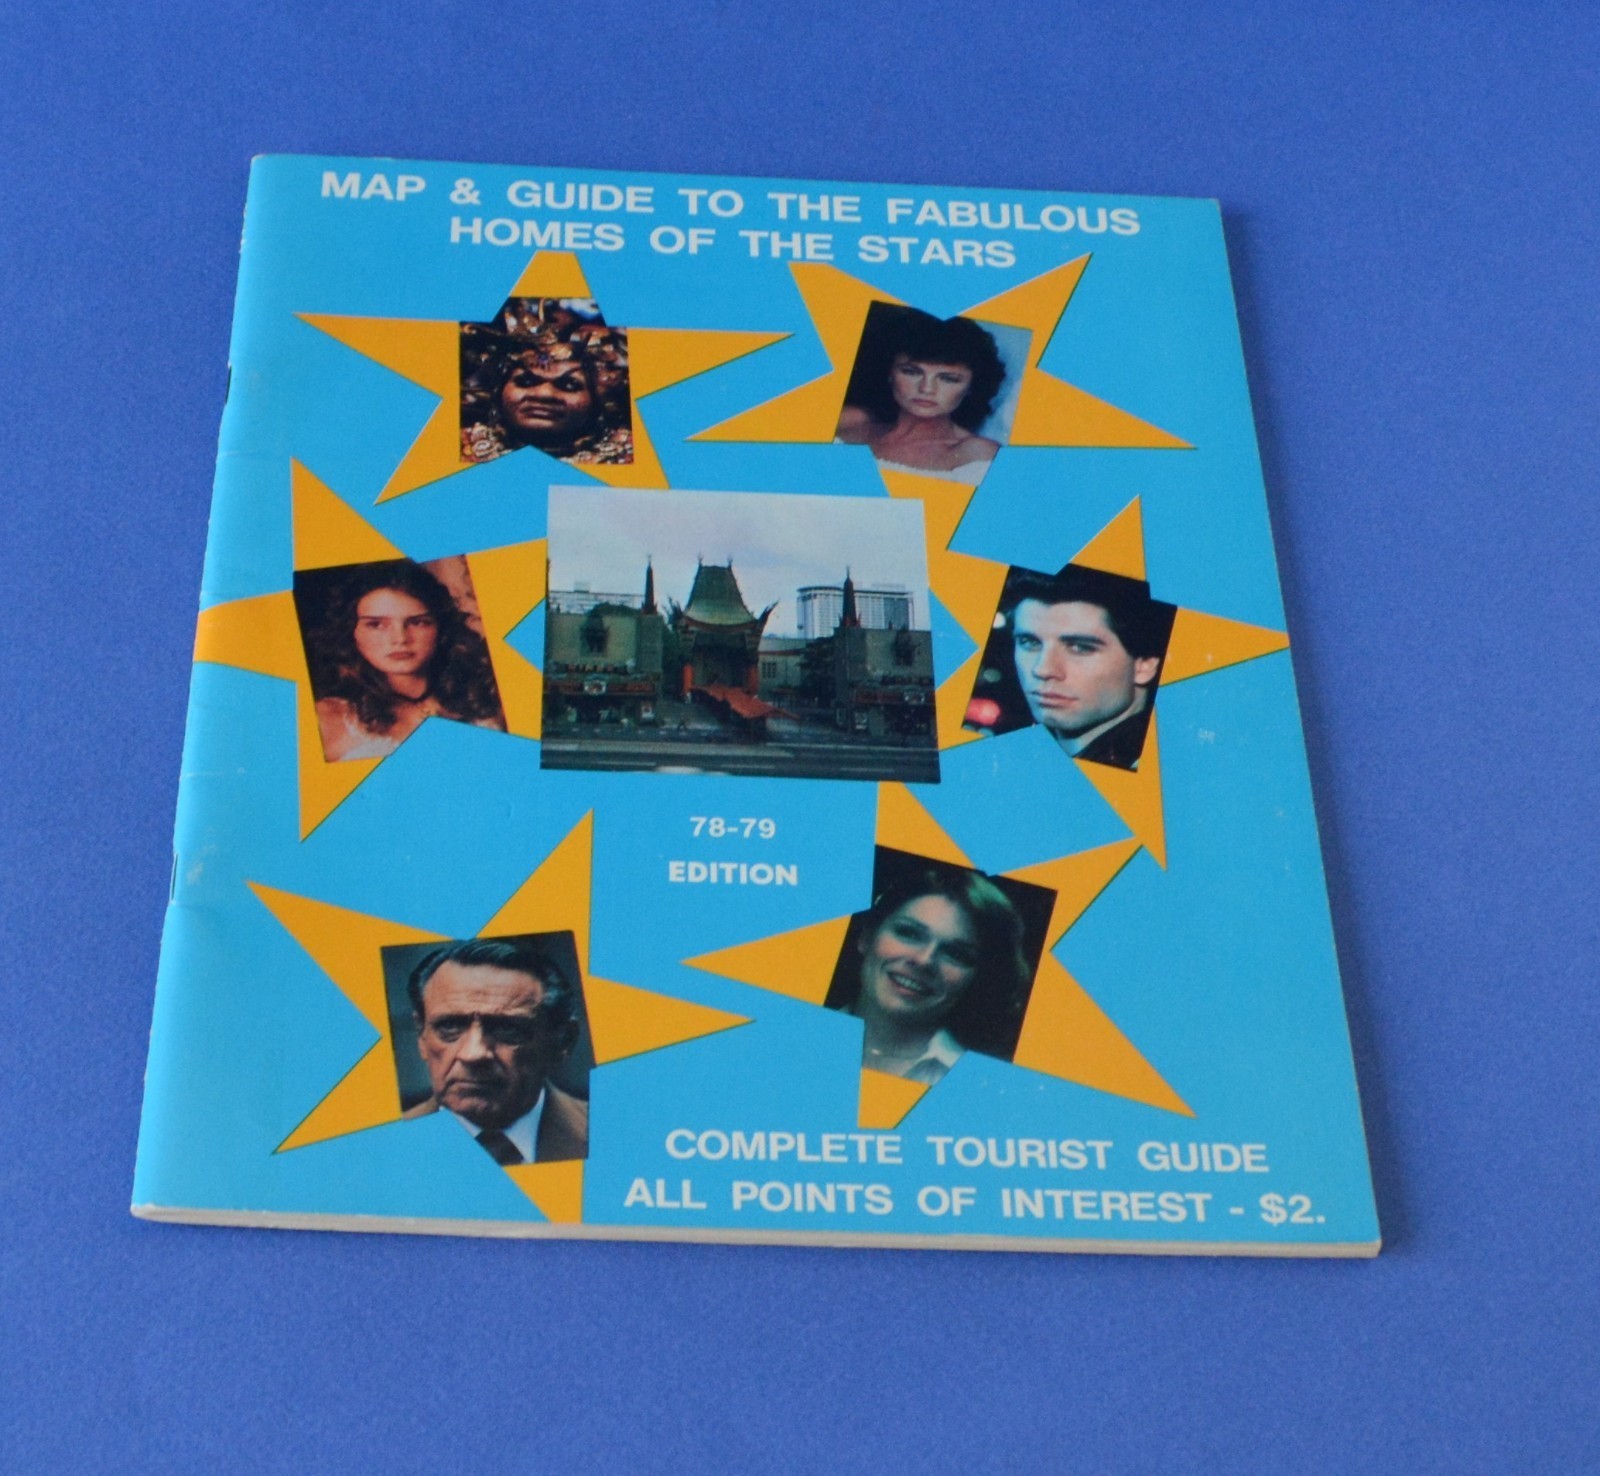 MAP & GUIDE TO THE FABULOUS
HOMES OF THE STARS
78-79
EDITION
COMPLETE TOURIST GUIDE
ALL POINTS OF INTEREST - $2.